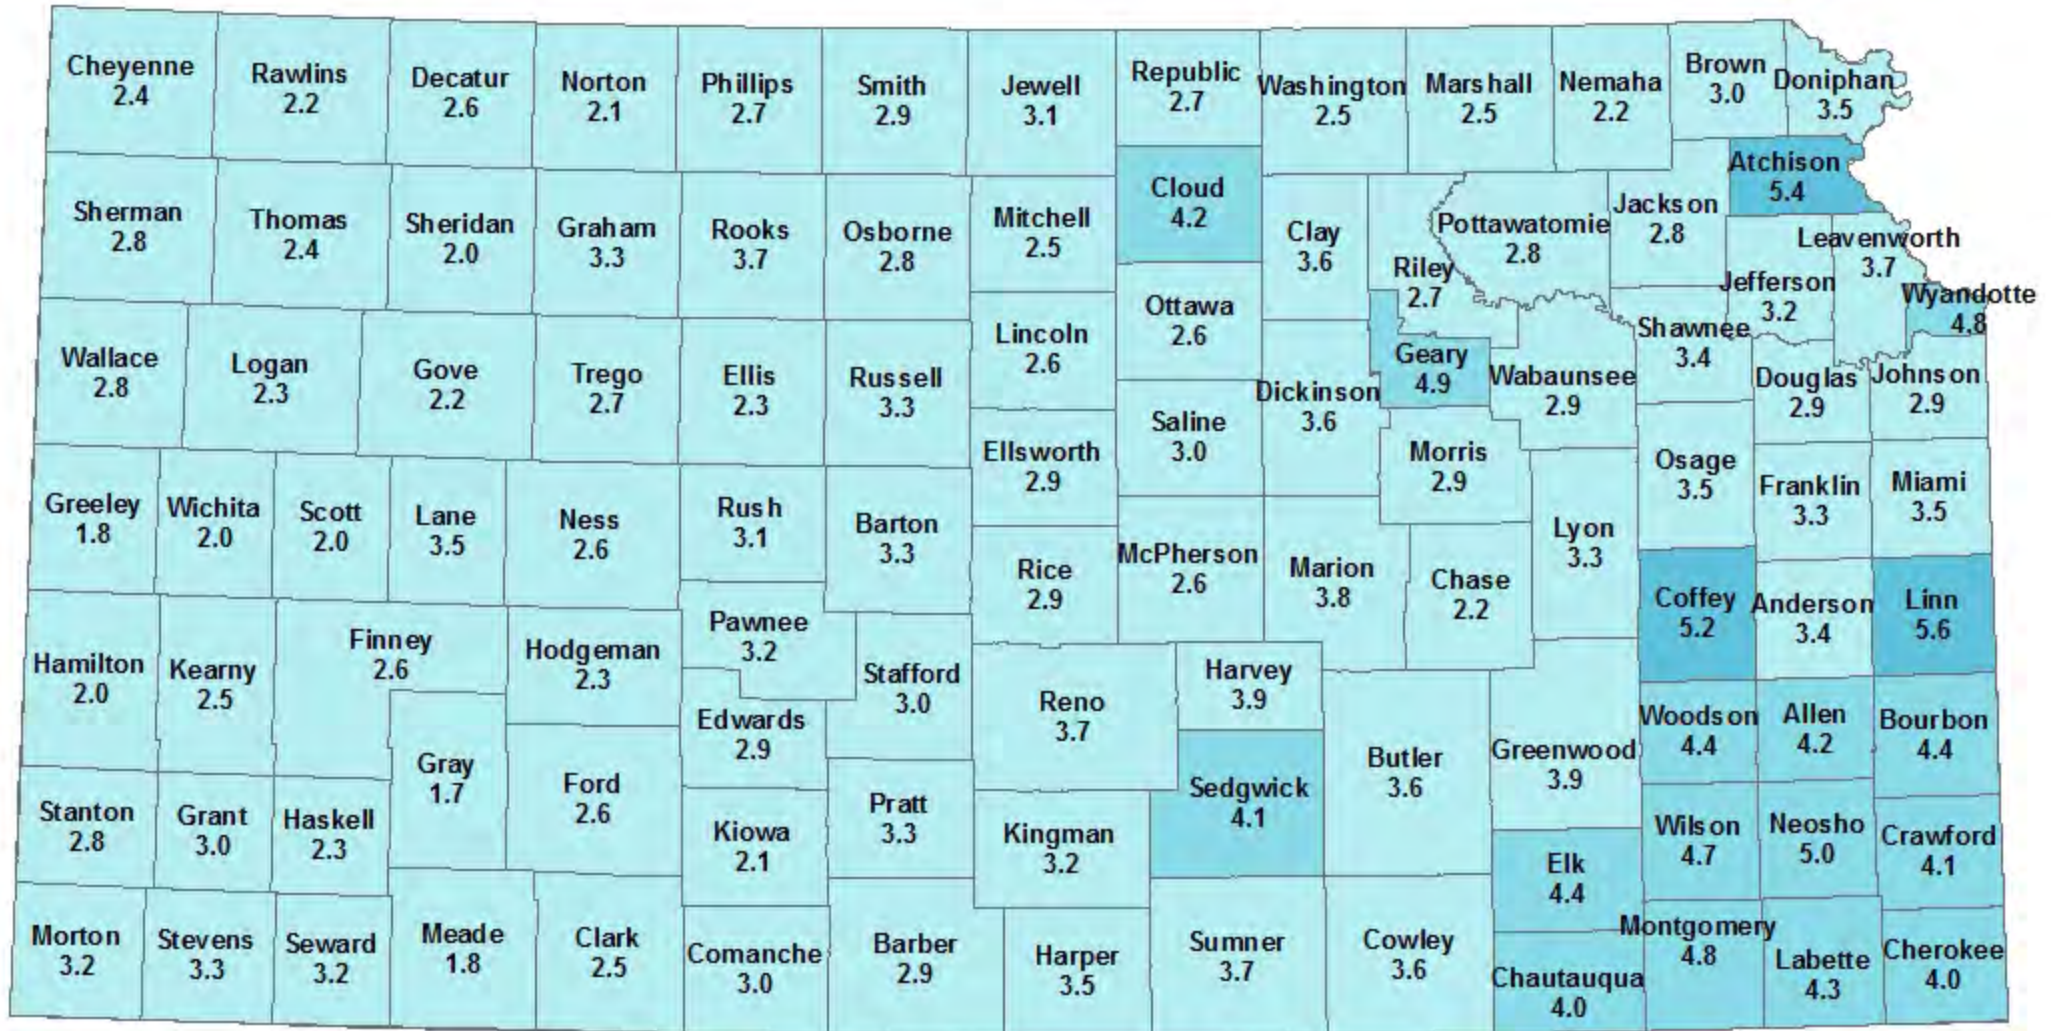 Cheyenne
2.4
Rawlins
2.2
Decatur
2.6
Norton
2.1
Phillips
2.7
Smith
2.9
Jewell
3.1
Republic
2.7
Washington
2.5
Marshall
2.5
Nemaha
2.2
Brown
3.0
Doniphan
3.5
Sherman
2.8
Thomas
2.4
Sheridan
2.0
Graham
3.3
Rooks
3.7
Osborne
2.8
Mitchell
2.5
Cloud
4.2
Clay
3.6
Riley
2.7
Pottawatomie
2.8
Jackson
2.8
Atchison
5.4
Leavenworth
3.7
Jefferson
3.2
Wyandotte
4.8
Wallace
2.8
Logan
2.3
Gove
2.2
Trego
2.7
Ellis
2.3
Russell
3.3
Lincoln
2.6
Ottawa
2.6
Saline
3.0
Dickinson
3.6
Geary
4.9
Wabaunsee
2.9
Shawnee
3.4
Douglas
2.9
Johnson
2.9
Greeley
1.8
Wichita
2.0
Scott
2.0
Lane
3.5
Ness
2.6
Rush
3.1
Barton
3.3
Ellsworth
2.9
Rice
2.9
McPherson
2.6
Marion
3.8
Morris
2.9
Chase
2.2
Lyon
3.3
Osage
3.5
Franklin
3.3
Miami
3.5
Coffey
5.2
Anderson
3.4
Linn
5.6
Hamilton
2.0
Kearny
2.5
Finney
2.6
Hodgeman
2.3
Pawnee
3.2
Stafford
3.0
Edwards
2.9
Reno
3.7
Harvey
3.9
Sedgwick
4.1
Butler
3.6
Greenwood
3.9
Woodson
4.4
Allen
4.2
Bourbon
4.4
Stanton
2.8
Grant
3.0
Haskell
2.3
Gray
1.7
Ford
2.6
Kiowa
2.1
Pratt
3.3
Kingman
3.2
Elk
4.4
Wilson
4.7
Neosho
5.0
Crawford
4.1
Morton
3.2
Stevens
3.3
Seward
3.2
Meade
1.8
Clark
2.5
Comanche
3.0
Barber
2.9
Harper
3.5
Sumner
3.7
Cowley
3.6
Chautauqua
4.0
Montgomery
4.8
Labette
4.3
Cherokee
4.0